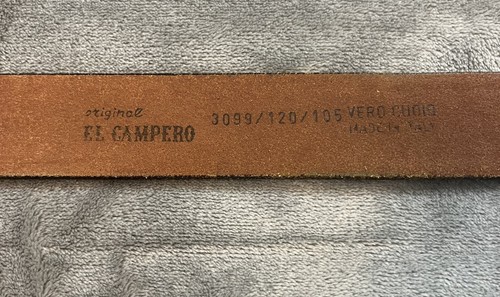 original
EL CAMPERO
3099/120/105
VERO CUOIO
MADE IN ITALY